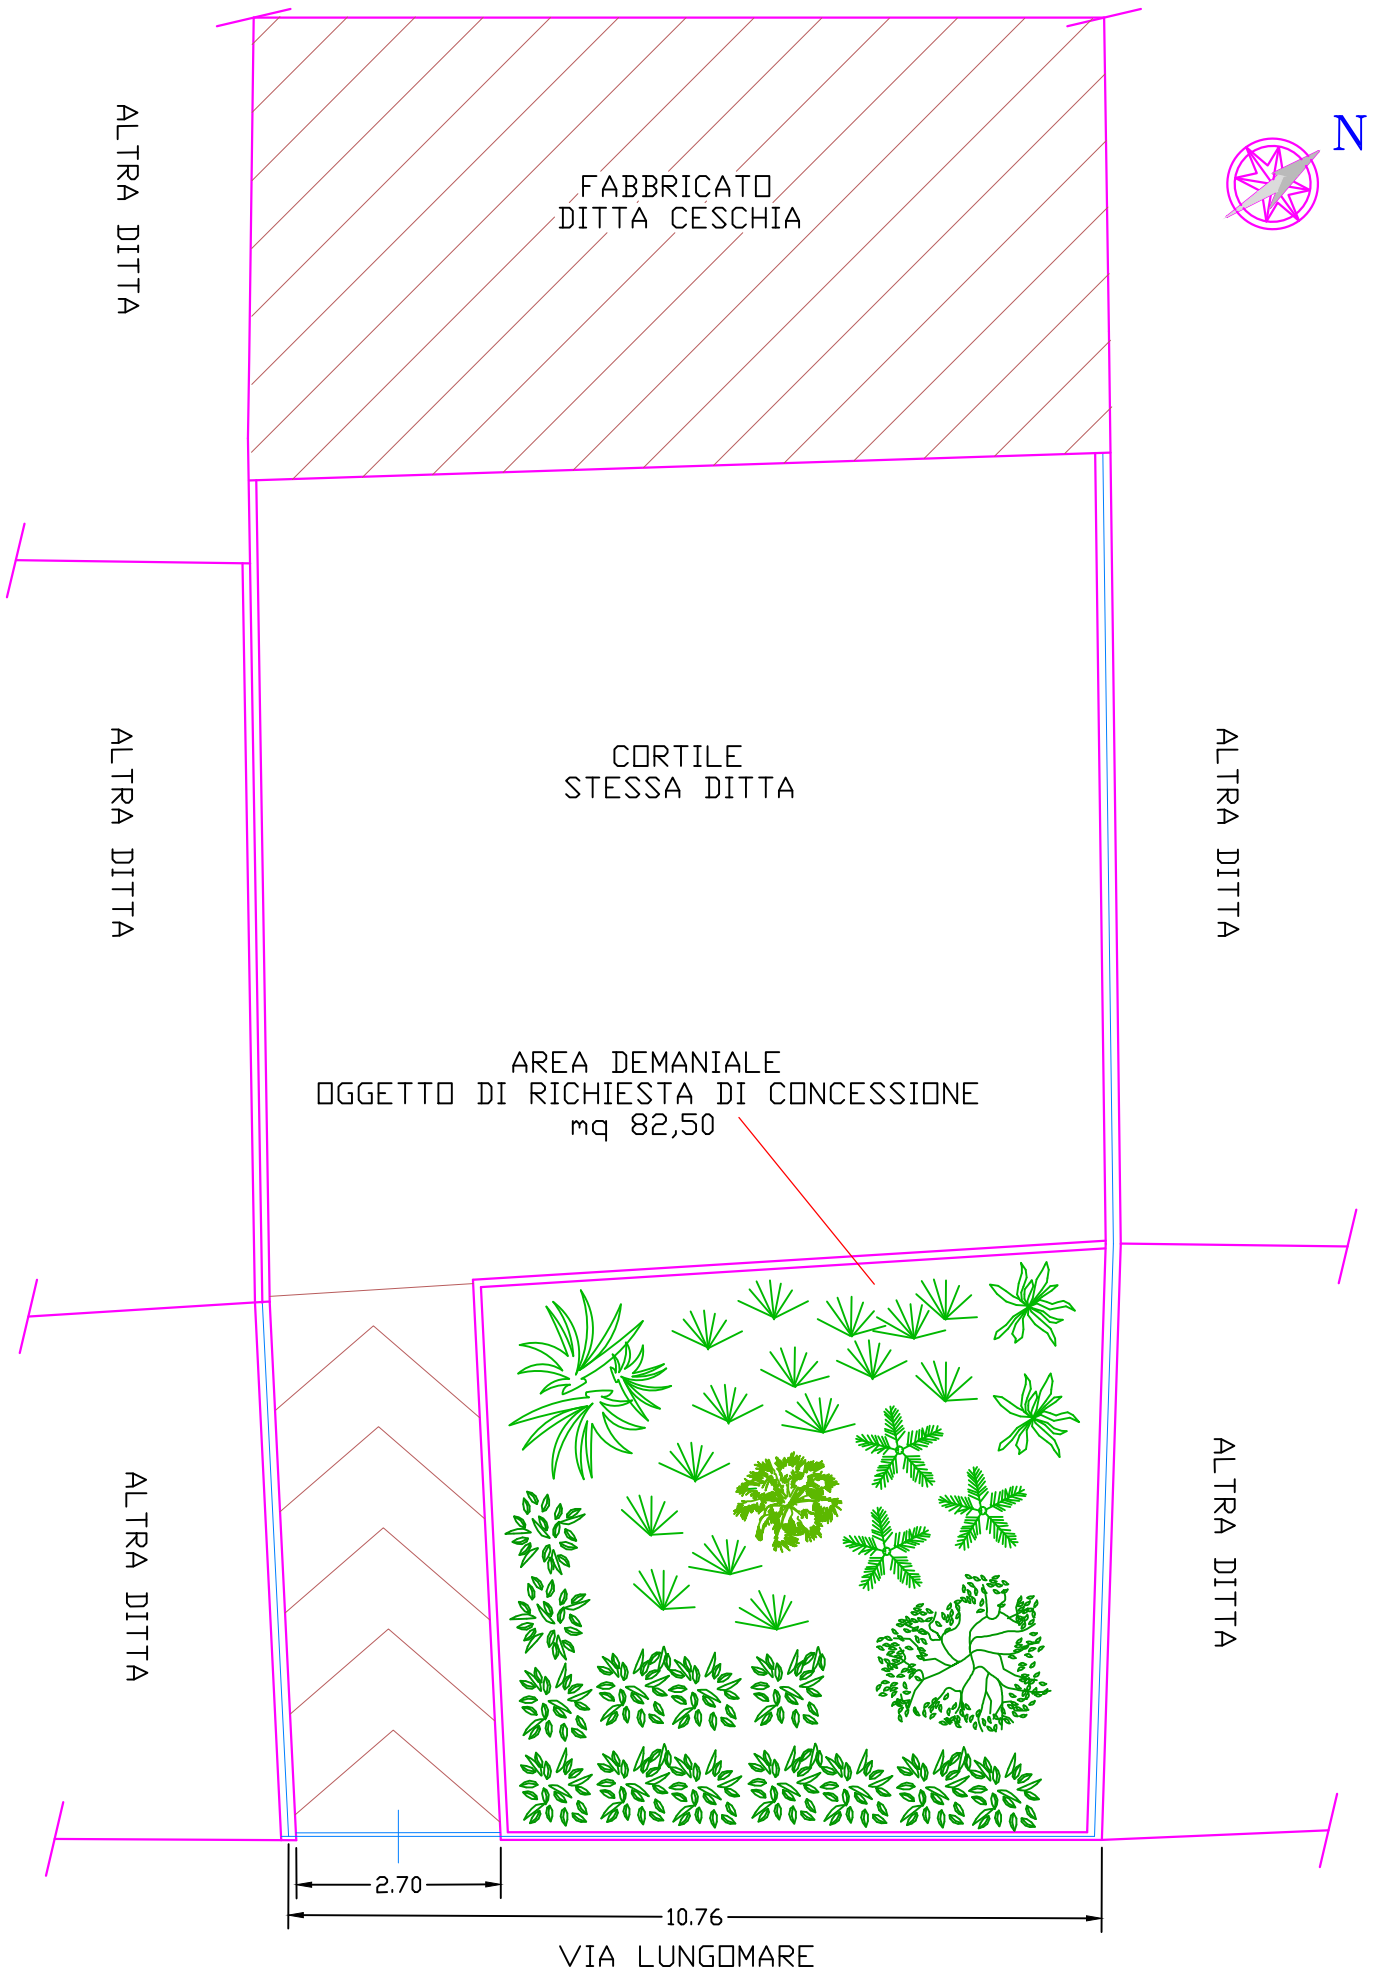 ALTRA DITTA
N
FABBRICATO
DITTA CESCHIA
ALTRA DITTA
CORTILE
STESSA DITTA
ALTRA DITTA
AREA DEMANIALE
OGGETTO DI RICHIESTA DI CONCESSIONE
mq 82,50
ALTRA DITTA
ALTRA DITTA
2.70
10.76
VIA LUNGOMARE